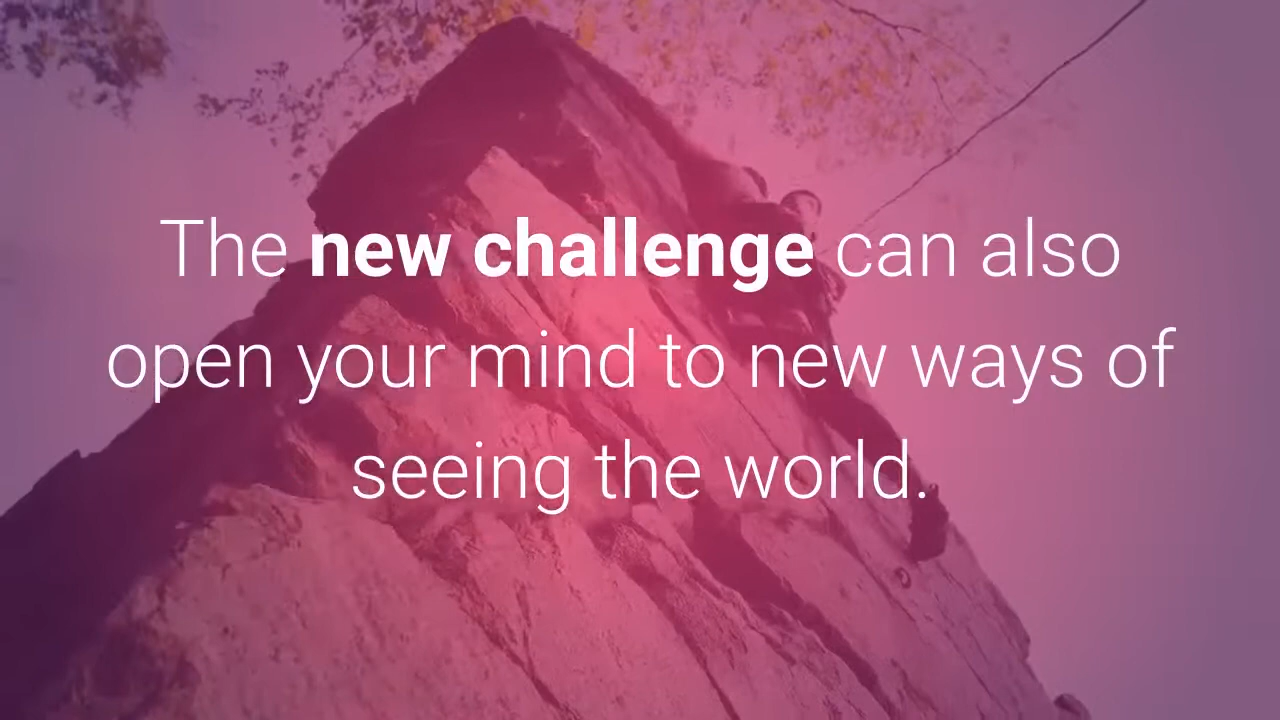 The new challenge can also
open your mind to new ways of
seeing the world.